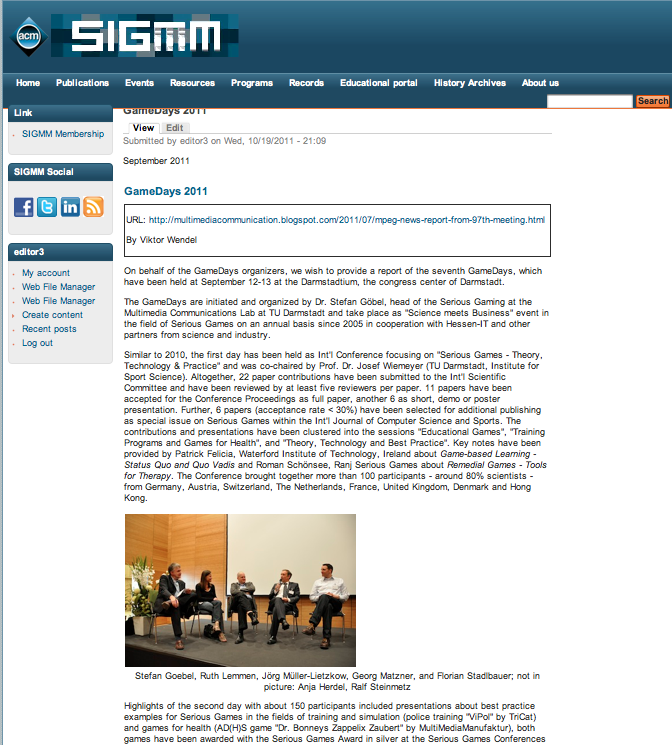 acm SIGMM
Home Publications Events Resources Programs Records Educational portal History Archives About us
Search
Link
SIGMM Membership
SIGMM Social
editor3
My account
Web File Manager
Web File Manager
Create content
Recent posts
Log out
GameDays 2011
View Edit
Submitted by editor3 on Wed, 10/19/2011 - 21:09
September 2011
GameDays 2011
URL: http://multimediacommunication.blogspot.com/2011/07/mpeg-news-report-from-97th-meeting.html
By Viktor Wendel
On behalf of the GameDays organizers, we wish to provide a report of the seventh GameDays, which
have been held at September 12-13 at the Darmstadtium, the congress center of Darmstadt.
The GameDays are initiated and organized by Dr. Stefan Göbel, head of the Serious Gaming at the
Multimedia Communications Lab at TU Darmstadt and take place as "Science meets Business" event in
the field of Serious Games on an annual basis since 2005 in cooperation with Hessen-IT and other
partners from science and industry.
Similar to 2010, the first day has been held as Int'l Conference focusing on "Serious Games - Theory,
Technology & Practice" and was co-chaired by Prof. Dr. Josef Wiemeyer (TU Darmstadt, Institute for
Sport Science). Altogether, 22 paper contributions have been submitted to the Int'l Scientific
Committee and have been reviewed by at least five reviewers per paper. 11 papers have been
accepted for the Conference Proceedings as full paper, another 6 as short, demo or poster
presentation. Further, 6 papers (acceptance rate < 30%) have been selected for additional publishing
as special issue on Serious Games within the Int'l Journal of Computer Science and Sports. The
contributions and presentations have been clustered into the sessions "Educational Games", "Training
Programs and Games for Health", and "Theory, Technology and Best Practice". Key notes have been
provided by Patrick Felicia, Waterford Institute of Technology, Ireland about Game-based Learning -
Status Quo and Quo Vadis and Roman Schönsee, Ranj Serious Games about Remedial Games - Tools
for Therapy. The Conference brought together more than 100 participants - around 80% scientists -
from Germany, Austria, Switzerland, The Netherlands, France, United Kingdom, Denmark and Hong
Kong.
Stefan Goebel, Ruth Lemmen, Jörg Müller-Lietzkow, Georg Matzner, and Florian Stadlbauer; not in
picture: Anja Herdel, Ralf Steinmetz
Highlights of the second day with about 150 participants included presentations about best practice
examples for Serious Games in the fields of training and simulation (police training "ViPol" by TriCat)
and games for health (AD(H)S game "Dr. Bonneys Zappelix Zaubert" by MultiMediaManufaktur), both
games have been awarded with the Serious Games Award in silver at the Serious Games Conferences